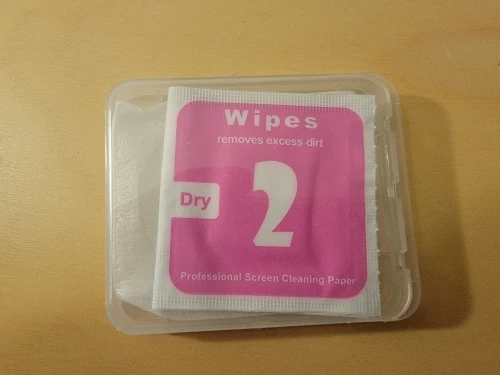 Wipes
removes excess dirt
Dry
2
Professional Screen Cleaning Paper